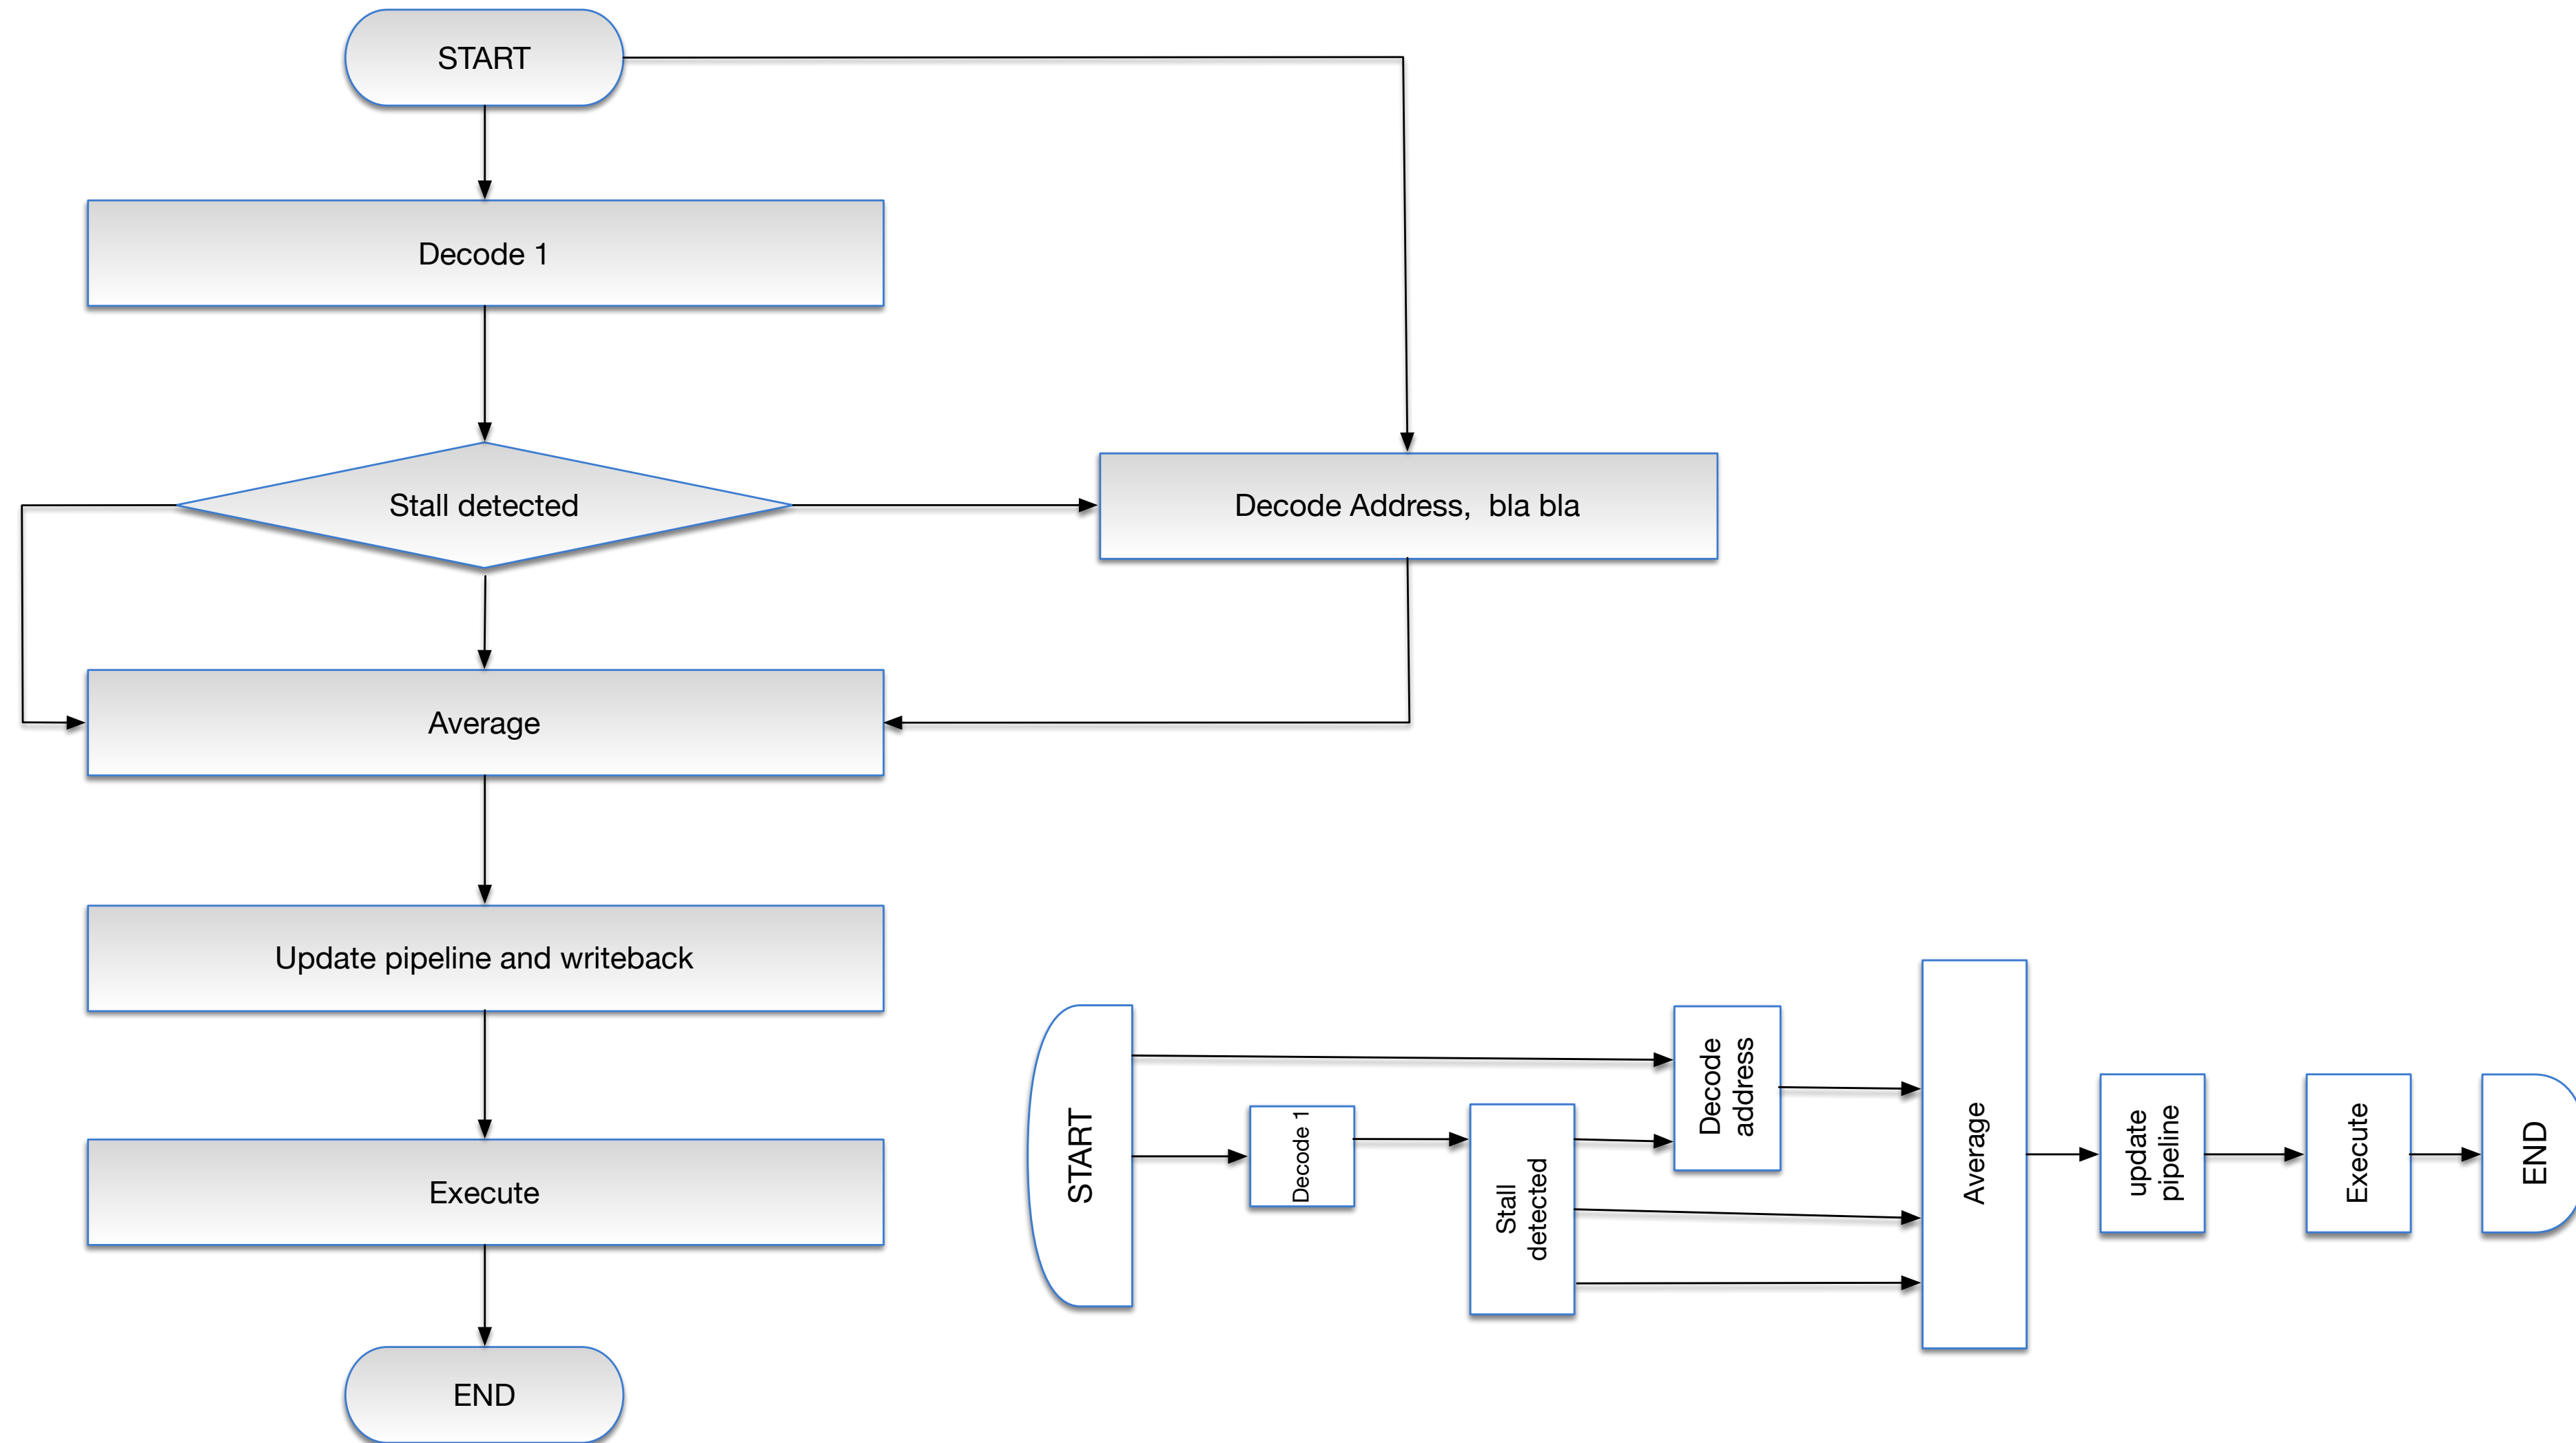 START
Decode 1
Stall detected
Decode Address,  bla bla
Average
Update pipeline and writeback
Execute
END
START
Decode 1
Stall
detected
Decode
address
Average
update
pipeline
Execute
END